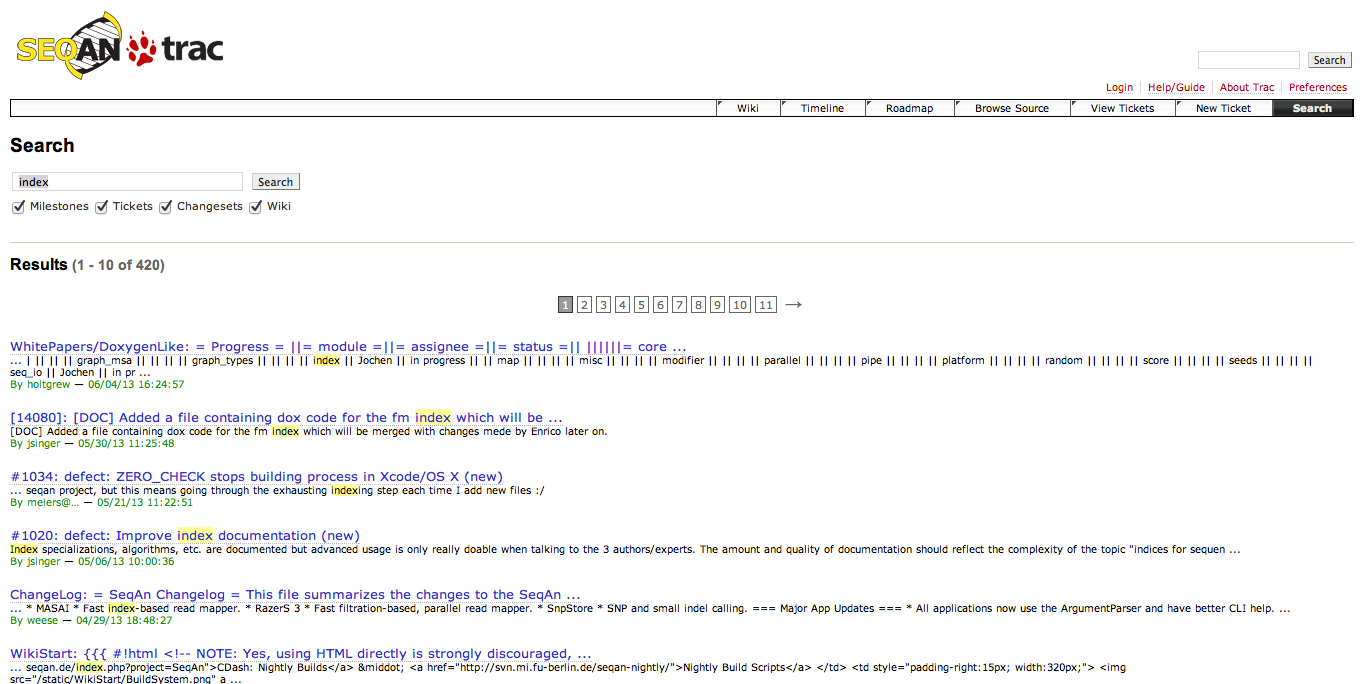 SEQAN trac
Search
Login Help/Guide About Trac Preferences
Wiki Timeline Roadmap Browse Source View Tickets New Ticket Search
Search
index Search
Milestones Tickets Changesets Wiki
Results (1 - 10 of 420)
1 2 3 4 5 6 7 8 9 10 11 →
WhitePapers/DoxygenLike: = Progress = ||= module =||= assignee =||= status =|| ||||||= core ...
... | || || || graph_msa || || || || graph_types || || || || index || Jochen || in progress || || map || || || || misc || || || || modifier || || || || parallel || || || || pipe || || || || platform || || || || random || || || || score || || || || seeds || || || ||
seq_io || Jochen || in pr ...
By holtgrew — 06/04/13 16:24:57
[14080]: [DOC] Added a file containing dox code for the fm index which will be ...
[DOC] Added a file containing dox code for the fm index which will be merged with changes mede by Enrico later on.
By jsinger — 05/30/13 11:25:48
#1034: defect: ZERO_CHECK stops building process in Xcode/OS X (new)
... seqan project, but this means going through the exhausting indexing step each time I add new files :/
By meiers@... — 05/21/13 11:22:51
#1020: defect: Improve index documentation (new)
Index specializations, algorithms, etc. are documented but advanced usage is only really doable when talking to the 3 authors/experts. The amount and quality of documentation should reflect the complexity of the topic "indices for sequen ...
By jsinger — 05/06/13 10:00:36
ChangeLog: = SeqAn Changelog = This file summarizes the changes to the SeqAn ...
... * MASAI * Fast index-based read mapper. * RazerS 3 * Fast filtration-based, parallel read mapper. * SnpStore * SNP and small indel calling. === Major App Updates === * All applications now use the ArgumentParser and have better CLI help. ...
By weese — 04/29/13 18:48:27
WikiStart: {{{ #!html <!-- NOTE: Yes, using HTML directly is strongly discouraged, ...
... seqan.de/index.php?project=SeqAn">CDash: Nightly Builds</a> &middot; <a href="http://svn.mi.fu-berlin.de/seqan-nightly/">Nightly Build Scripts</a> </td> <td style="padding-right:15px; width:320px;"> <img
src="/static/WikiStart/BuildSystem.png" a ...